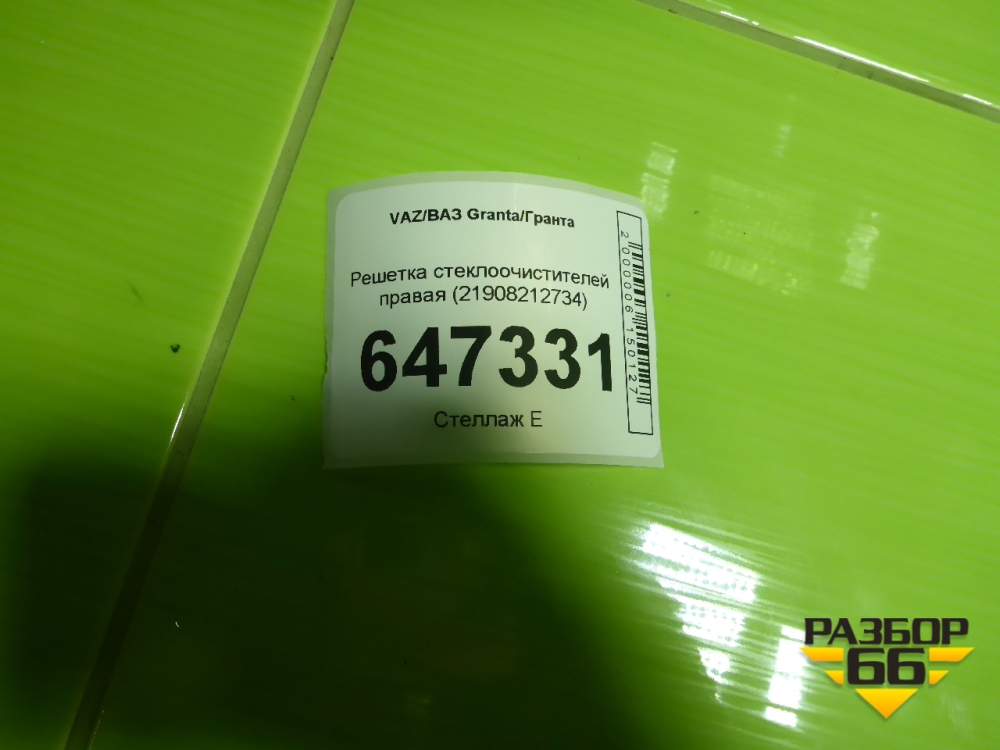 VAZ/ВАЗ Granta/Гранта
Решетка стеклоочистителей
правая (21908212734)
647331
Стеллаж Е
2000006150127
РАЗБОР
66